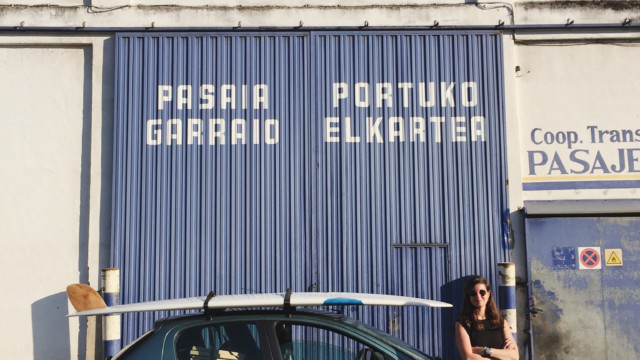 PASAIA
GARRAIO
PORTUKO
ELKARTEA
Coop. Trans
PASAJE